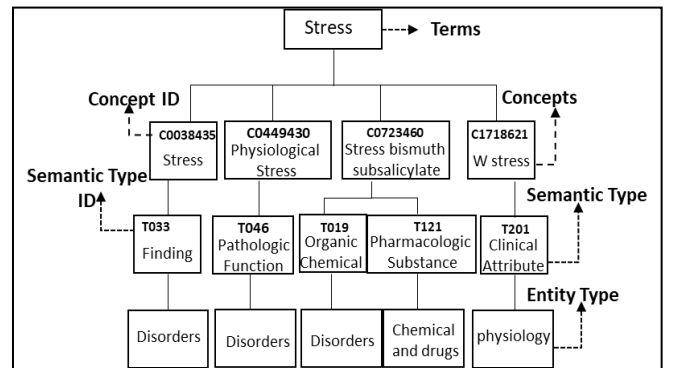 Stress
Terms
Concept ID
Concepts
C0038435
Stress
C0449430
Physiological
Stress
C0723460
Stress bismuth
subsalicylate
C1718621
W stress
Semantic Type
ID
Semantic Type
T033
Finding
T046
Pathologic
Function
T019
Organic
Chemical
T121
Pharmacologic
Substance
T201
Clinical
Attribute
Entity Type
Disorders
Disorders
Disorders
Chemical
and drugs
physiology